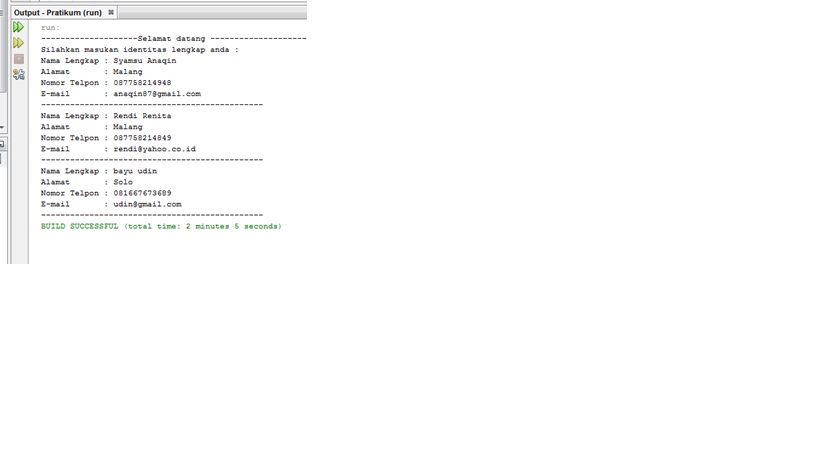 Output - Pratikum (run)
run:
--------------------Selamat datang --------------------
Silahkan masukan identitas lengkap anda :
Nama Lengkap : Syamsu Anaqin
Alamat       : Malang
Nomor Telpon : 087758214948
E-mail       : anaqin87@gmail.com
----------------------------------------------
Nama Lengkap : Rendi Renita
Alamat       : Malang
Nomor Telpon : 087758214849
E-mail       : rendi@yahoo.co.id
----------------------------------------------
Nama Lengkap : bayu udin
Alamat       : Solo
Nomor Telpon : 081667673689
E-mail       : udin@gmail.com
----------------------------------------------
BUILD SUCCESSFUL (total time: 2 minutes 5 seconds)